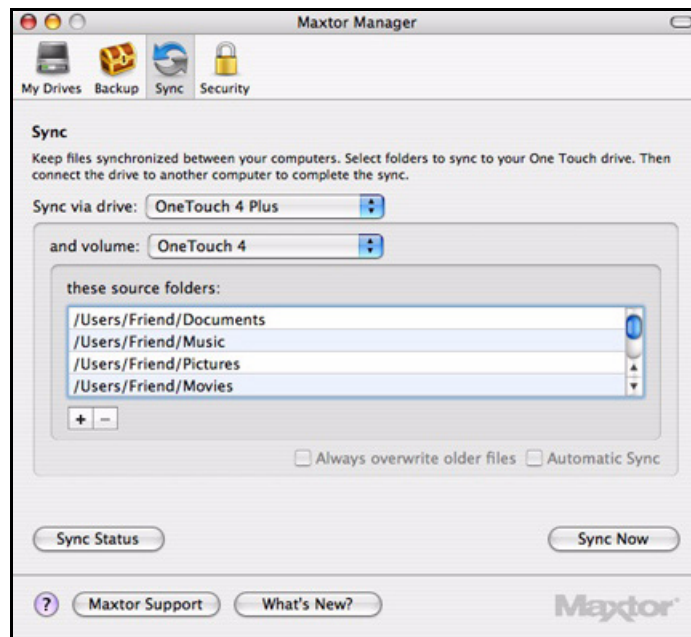 Maxtor Manager
My Drives Backup Sync Security
Sync
Keep files synchronized between your computers. Select folders to sync to your One Touch drive. Then
connect the drive to another computer to complete the sync.
Sync via drive: OneTouch 4 Plus
and volume: OneTouch 4
these source folders:
/Users/Friend/Documents
/Users/Friend/Music
/Users/Friend/Pictures
/Users/Friend/Movies
+ −
Always overwrite older files Automatic Sync
Sync Status Sync Now
? Maxtor Support What's New? Maxtor